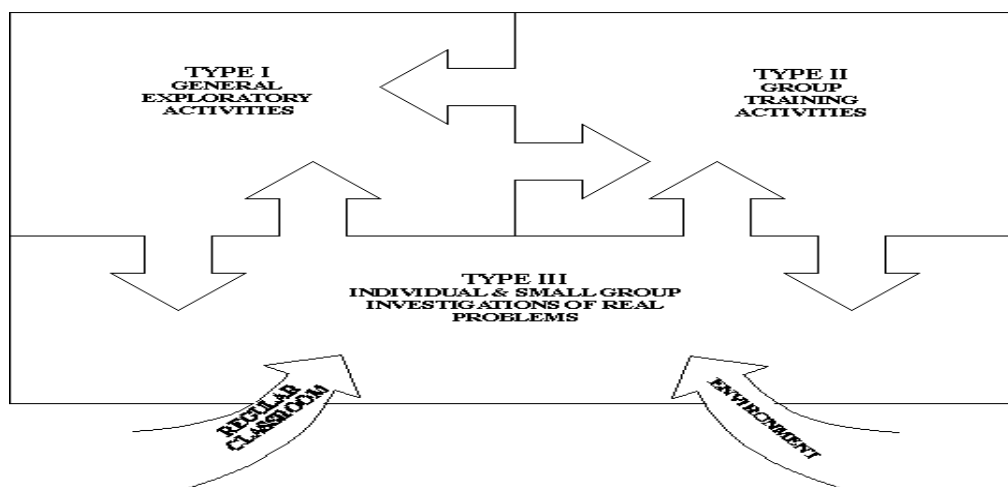 TYPE I
GENERAL
EXPLORATORY
ACTIVITIES
TYPE II
GROUP
TRAINING
ACTIVITIES
TYPE III
INDIVIDUAL & SMALL GROUP
INVESTIGATIONS OF REAL
PROBLEMS
REGULAR
CLASSROOM
ENVIRONMENT